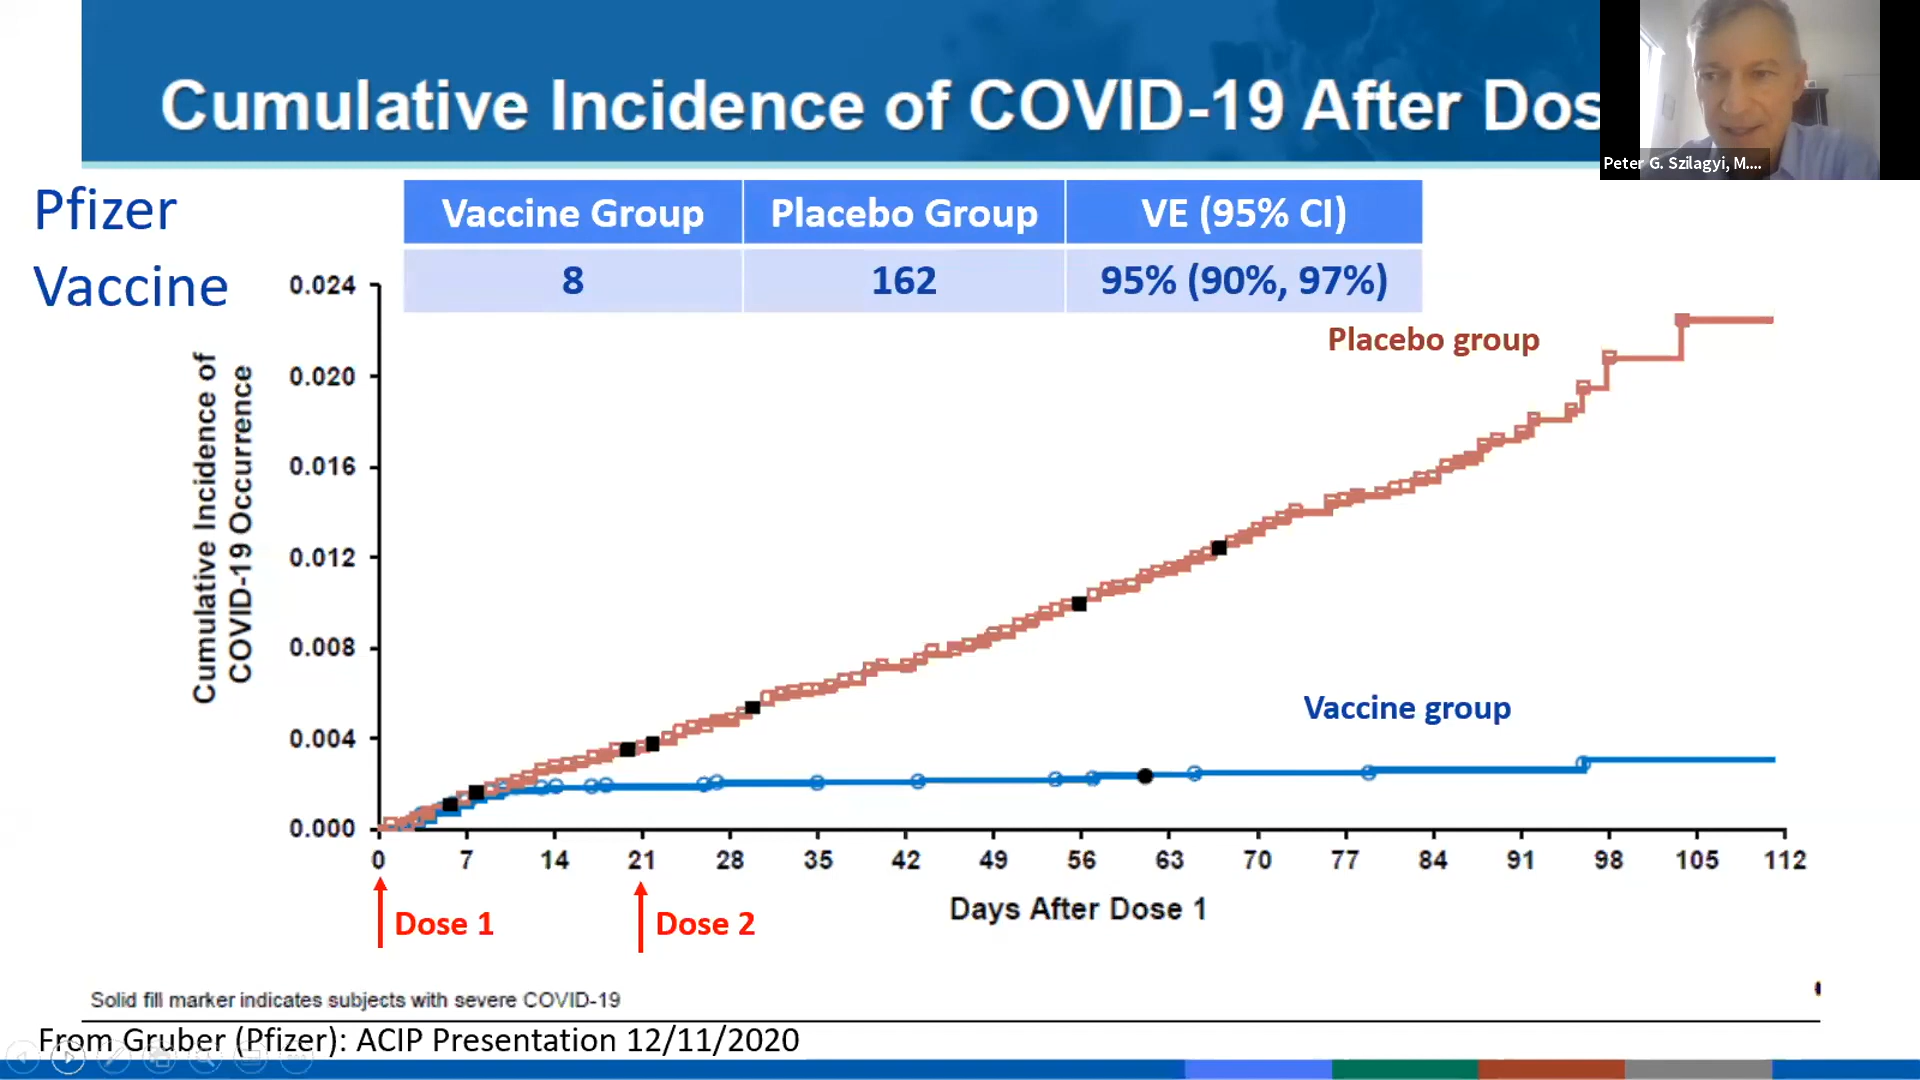 Cumulative Incidence of COVID-19 After Dos
Peter G. Szilagyi, M....
Pfizer
Vaccine
Vaccine Group Placebo Group VE (95% CI)
8 162 95% (90%, 97%)
Cumulative Incidence of
COVID-19 Occurrence
0.024
0.020
0.016
0.012
0.008
0.004
0.000
Placebo group
Vaccine group
0 7 14 21 28 35 42 49 56 63 70 77 84 91 98 105 112
Dose 1
Dose 2
Days After Dose 1
Solid fill marker indicates subjects with severe COVID-19
From Gruber (Pfizer): ACIP Presentation 12/11/2020